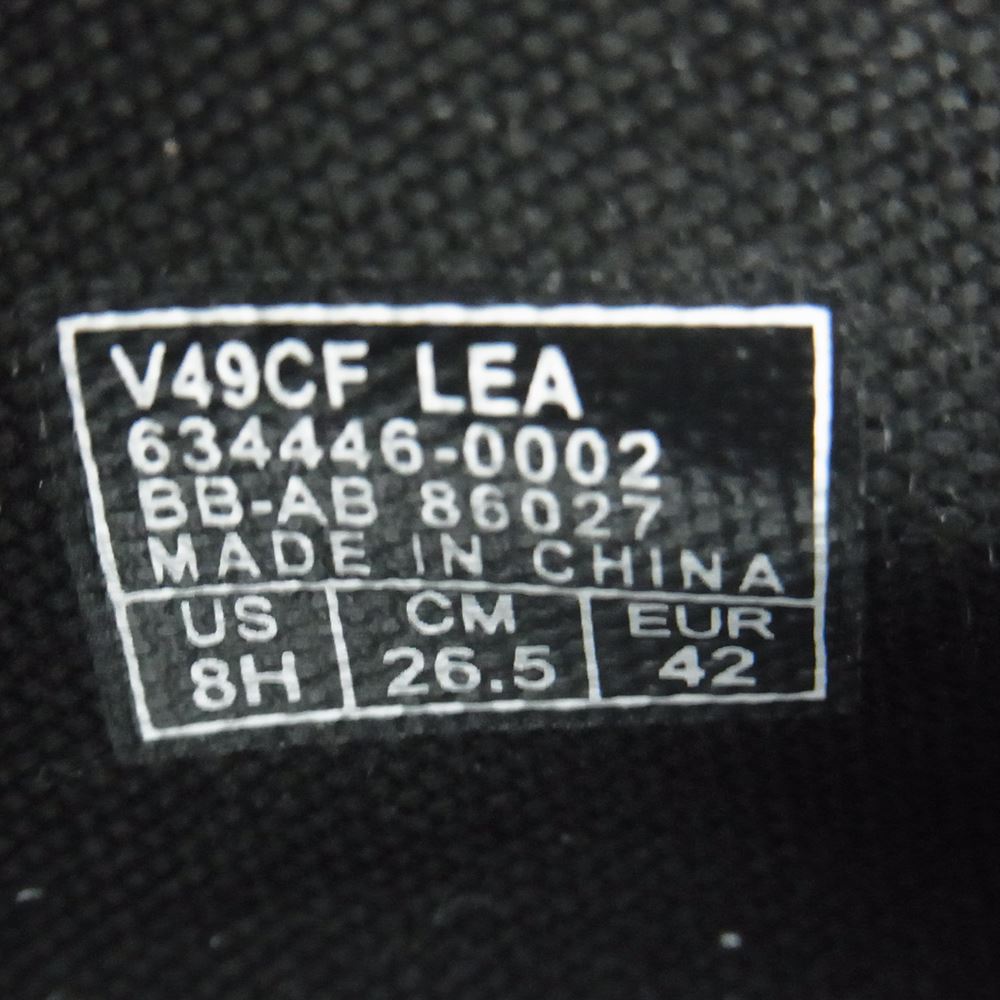 V49CF LEA
634446-0002
BB-AB 86027
MADE IN CHINA
US CM EUR
8H 26.5 42